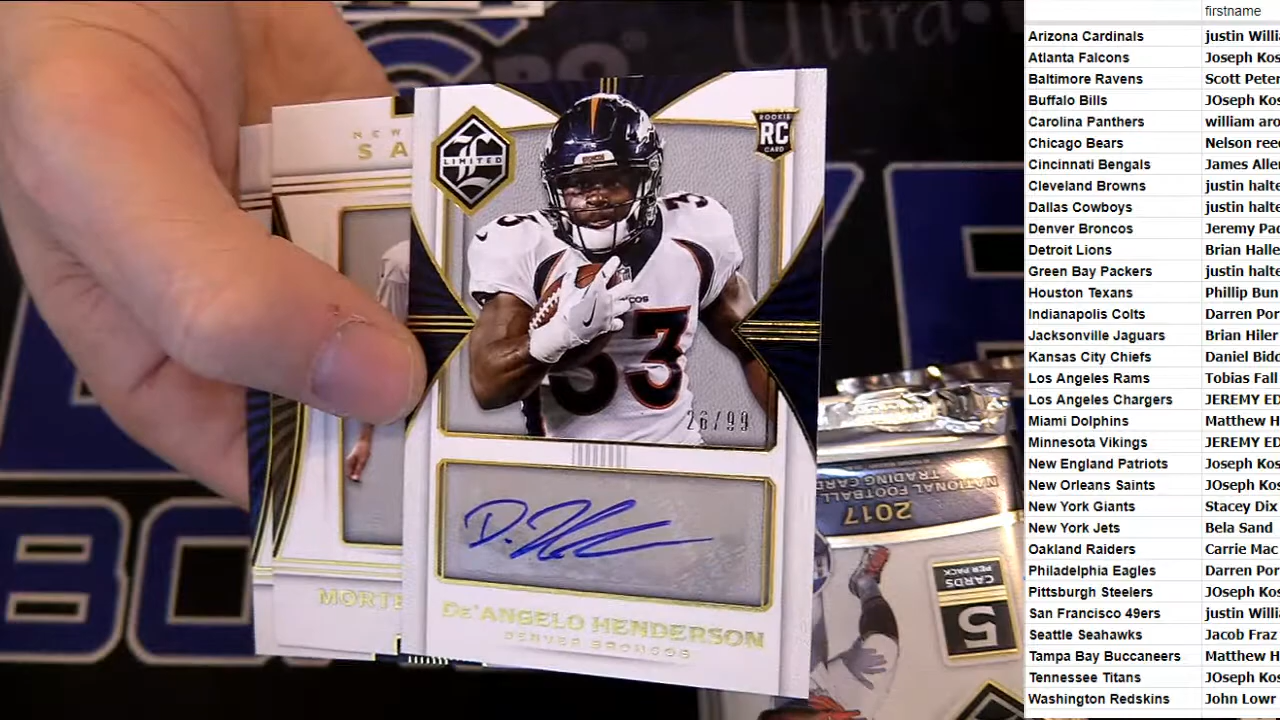 Ultra
NEW
SA
LIMITED
ROOKIE
RC
CARD
33
26/99
D. H
MORTE
DE'ANGELO HENDERSON
DENVER BRONCOS
NATIONAL FOOTBALL
TRADING CARD
2017
CARDS
PER PACK
5
firstname
Arizona Cardinals justin Willi
Atlanta Falcons Joseph Kos
Baltimore Ravens Scott Peter
Buffalo Bills JOseph Kos
Carolina Panthers william aro
Chicago Bears Nelson ree
Cincinnati Bengals James Aller
Cleveland Browns justin halte
Dallas Cowboys justin halte
Denver Broncos Jeremy Pac
Detroit Lions Brian Halle
Green Bay Packers justin halte
Houston Texans Phillip Bun
Indianapolis Colts Darren Por
Jacksonville Jaguars Brian Hiler
Kansas City Chiefs Daniel Bidd
Los Angeles Rams Tobias Fall
Los Angeles Chargers JEREMY ED
Miami Dolphins Matthew H
Minnesota Vikings JEREMY ED
New England Patriots Joseph Kos
New Orleans Saints JOseph Kos
New York Giants Stacey Dix
New York Jets Bela Sand
Oakland Raiders Carrie Mac
Philadelphia Eagles Darren Por
Pittsburgh Steelers JOseph Kos
San Francisco 49ers justin Willia
Seattle Seahawks Jacob Fraz
Tampa Bay Buccaneers Matthew H
Tennessee Titans JOseph Kos
Washington Redskins John Lowr